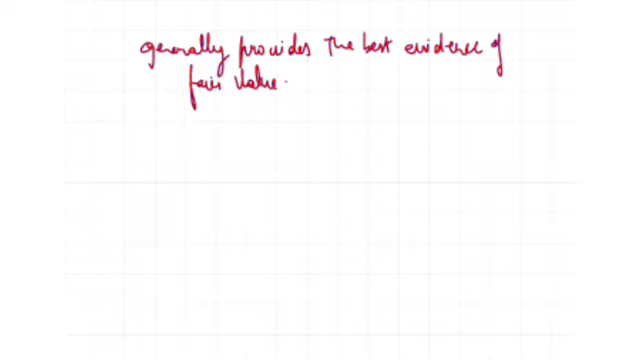 generally provides the best evidence of
fair value.